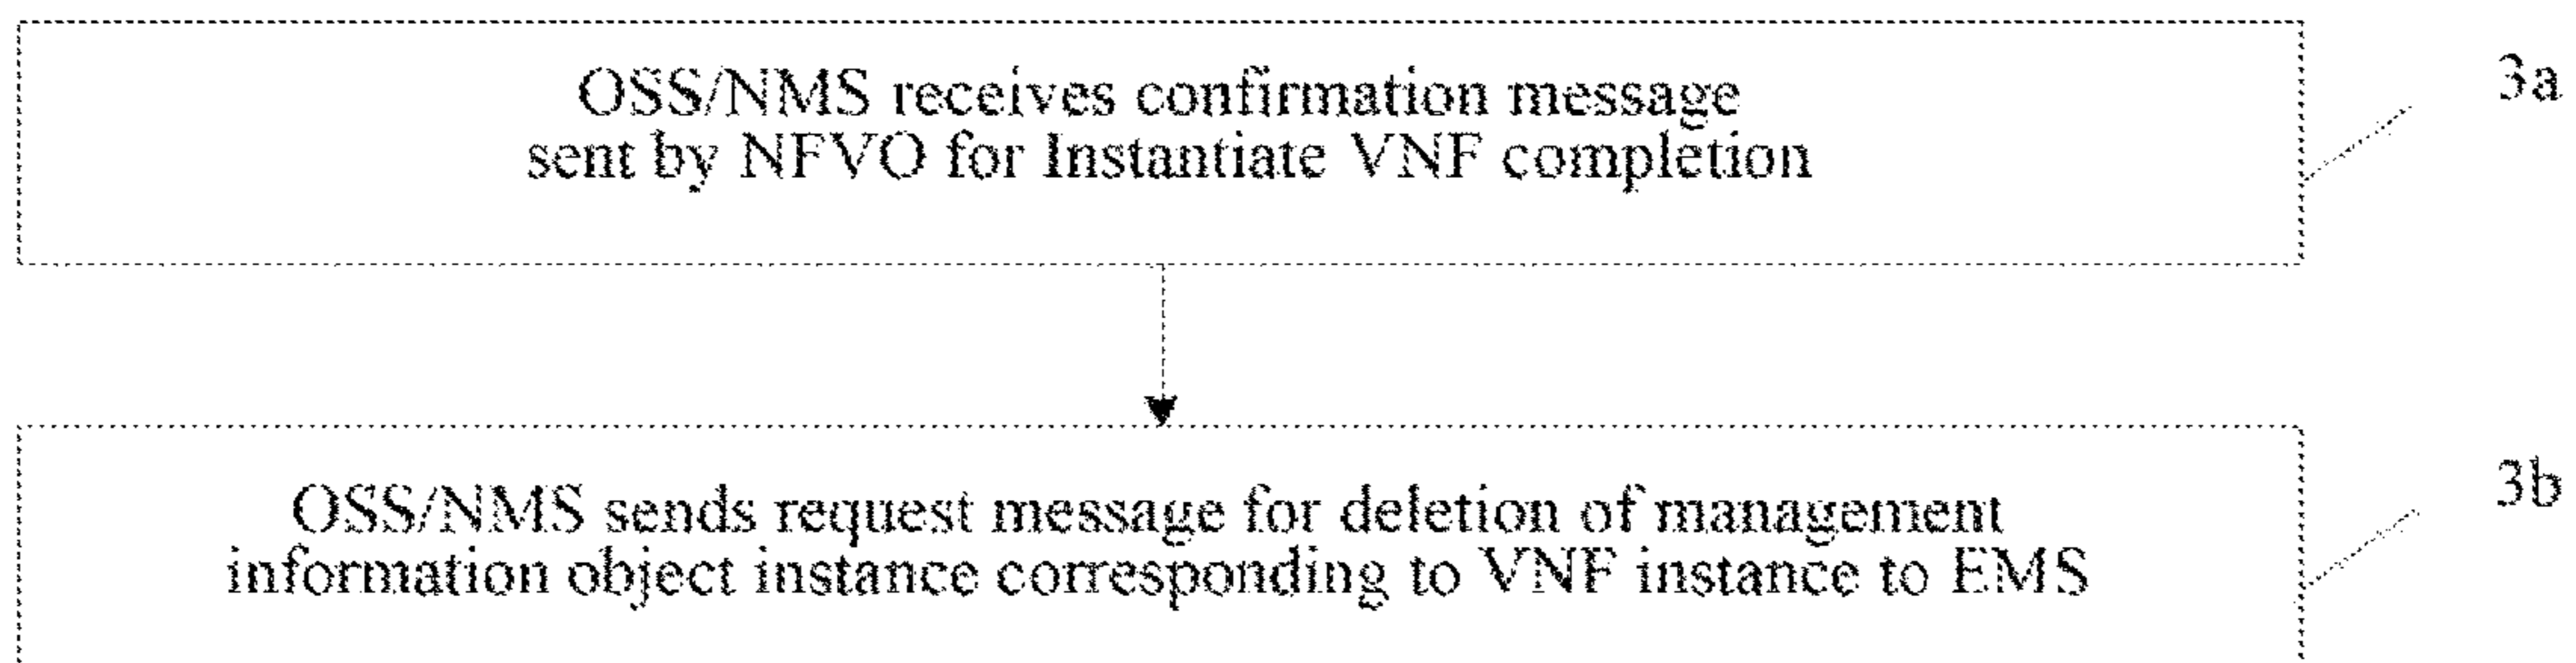 OSS/NMS receives confirmation message
sent by NFVO for Instantiate VNF completion
3a
OSS/NMS sends request message for deletion of management
information object instance corresponding to VNF instance to EMS
3b